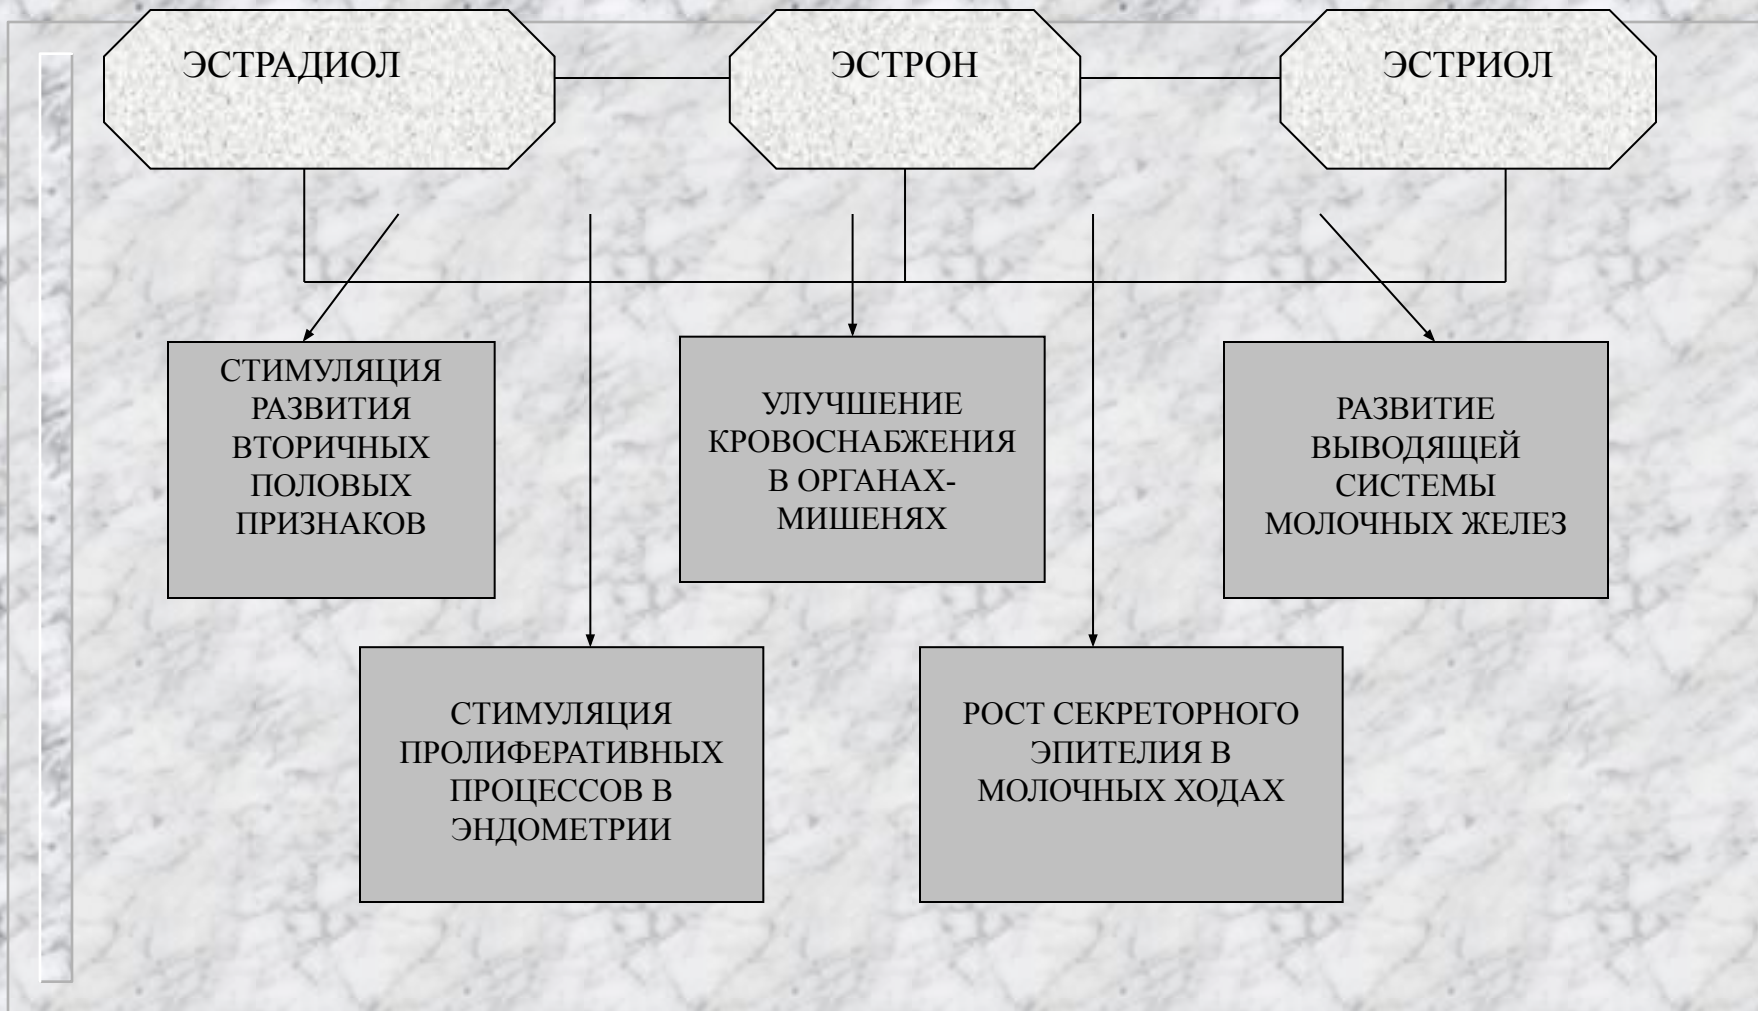 ЭСТРАДИОЛ
ЭСТРОН
ЭСТРИОЛ
СТИМУЛЯЦИЯ
РАЗВИТИЯ
ВТОРИЧНЫХ
ПОЛОВЫХ
ПРИЗНАКОВ
УЛУЧШЕНИЕ
КРОВОСНАБЖЕНИЯ
В ОРГАНАХ-
МИШЕНЯХ
РАЗВИТИЕ
ВЫВОДЯЩЕЙ
СИСТЕМЫ
МОЛОЧНЫХ ЖЕЛЕЗ
СТИМУЛЯЦИЯ
ПРОЛИФЕРАТИВНЫХ
ПРОЦЕССОВ В
ЭНДОМЕТРИИ
РОСТ СЕКРЕТОРНОГО
ЭПИТЕЛИЯ В
МОЛОЧНЫХ ХОДАХ